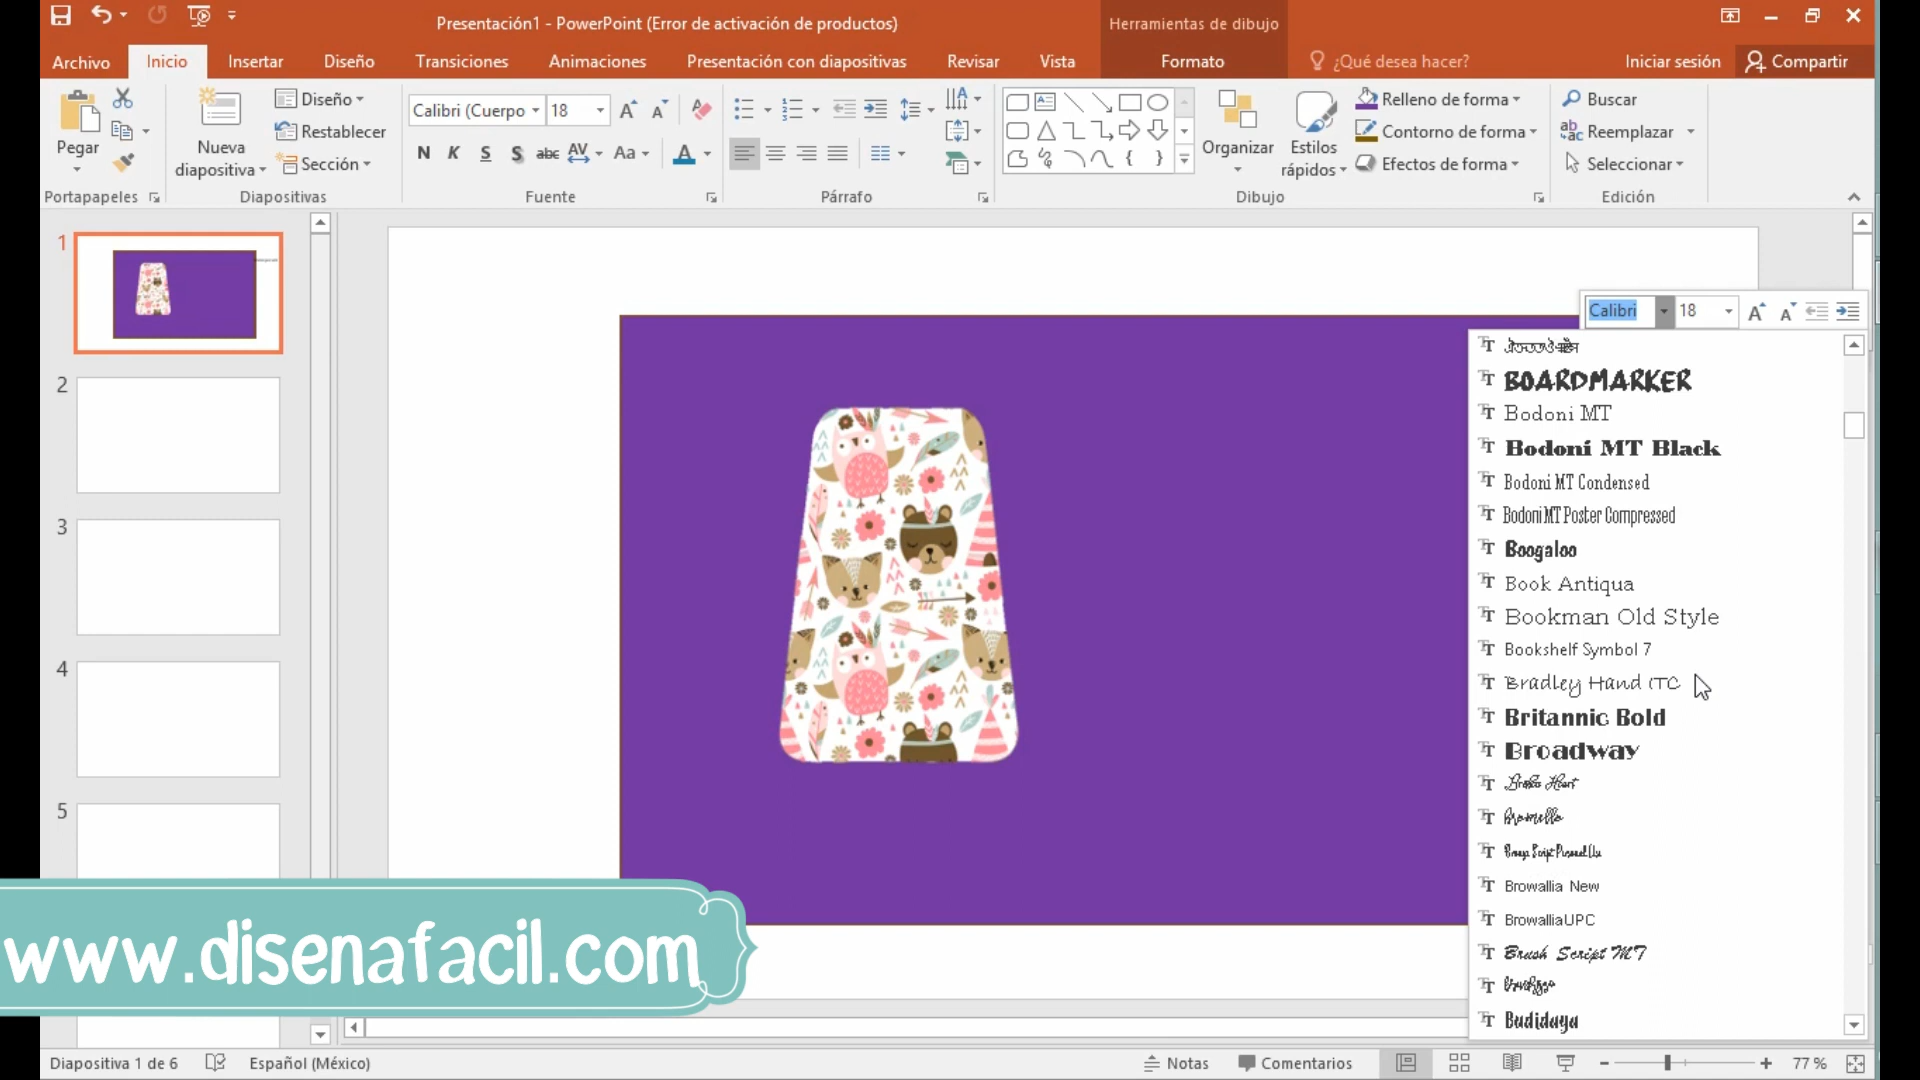 Presentación1 - PowerPoint (Error de activación de productos)
Herramientas de dibujo
Archivo
Inicio
Insertar
Diseño
Transiciones
Animaciones
Presentación con diapositivas
Revisar
Vista
Formato
¿Qué desea hacer?
Iniciar sesión
Compartir
Pegar
Nueva diapositiva
Diseño
Restablecer
Sección
Calibri (Cuerpo
18
N K S S abc AV Aa A
Organizar
Estilos rápidos
Relleno de forma
Contorno de forma
Efectos de forma
Buscar
Reemplazar
Seleccionar
Portapapeles
Diapositivas
Fuente
Párrafo
Dibujo
Edición
1
2
3
4
5
Calibri
18
BOARDMARKER
Bodoni MT
Bodoni MT Black
Bodoni MT Condensed
Bodoni MT Poster Compressed
Boogaloo
Book Antiqua
Bookman Old Style
Bookshelf Symbol 7
Bradley Hand ITC
Britannic Bold
Broadway
Bromello
Browallia New
BrowalliaUPC
Brush Script MT
Budidaya
www.disenafacil.com
Diapositiva 1 de 6
Español (México)
Notas
Comentarios
77 %